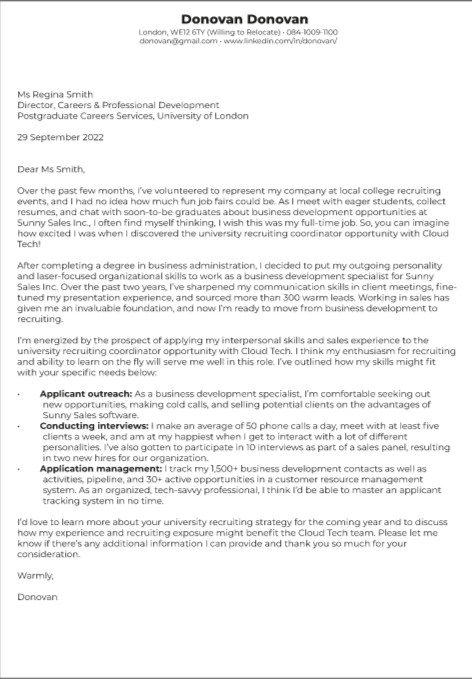 Donovan Donovan
London, WE12 6TY (Willing to Relocate) • 084-1009-1100
donovan@gmail.com • www.linkedin.com/in/donovan/
Ms Regina Smith
Director, Careers & Professional Development
Postgraduate Careers Services, University of London
29 September 2022
Dear Ms Smith,
Over the past few months, I've volunteered to represent my company at local college recruiting
events, and I had no idea how much fun job fairs could be. As I meet with eager students, collect
resumes, and chat with soon-to-be graduates about business development opportunities at
Sunny Sales Inc., I often find myself thinking, I wish this was my full-time job. So, you can imagine
how excited I was when I discovered the university recruiting coordinator opportunity with Cloud
Tech!
After completing a degree in business administration, I decided to put my outgoing personality
and laser-focused organizational skills to work as a business development specialist for Sunny
Sales Inc. Over the past two years, I've sharpened my communication skills in client meetings, fine-
tuned my presentation experience, and sourced more than 300 warm leads. Working in sales has
given me an invaluable foundation, and now I'm ready to move from business development to
recruiting.
I'm energized by the prospect of applying my interpersonal skills and sales experience to the
university recruiting coordinator opportunity with Cloud Tech. I think my enthusiasm for recruiting
and ability to learn on the fly will serve me well in this role. I've outlined how my skills might fit
with your specific needs below:
• Applicant outreach: As a business development specialist, I'm comfortable seeking out
new opportunities, making cold calls, and selling potential clients on the advantages of
Sunny Sales software.
• Conducting interviews: I make an average of 50 phone calls a day, meet with at least five
clients a week, and am at my happiest when I get to interact with a lot of different
personalities. I've also gotten to participate in 10 interviews as part of a sales panel, resulting
in two new hires for our organization.
• Application management: I track my 1,500+ business development contacts as well as
activities, pipeline, and 30+ active opportunities in a customer resource management
system. As an organized, tech-savvy professional, I think I'd be able to master an applicant
tracking system in no time.
I'd love to learn more about your university recruiting strategy for the coming year and to discuss
how my experience and recruiting exposure might benefit the Cloud Tech team. Please let me
know if there's any additional information I can provide and thank you so much for your
consideration.
Warmly,
Donovan